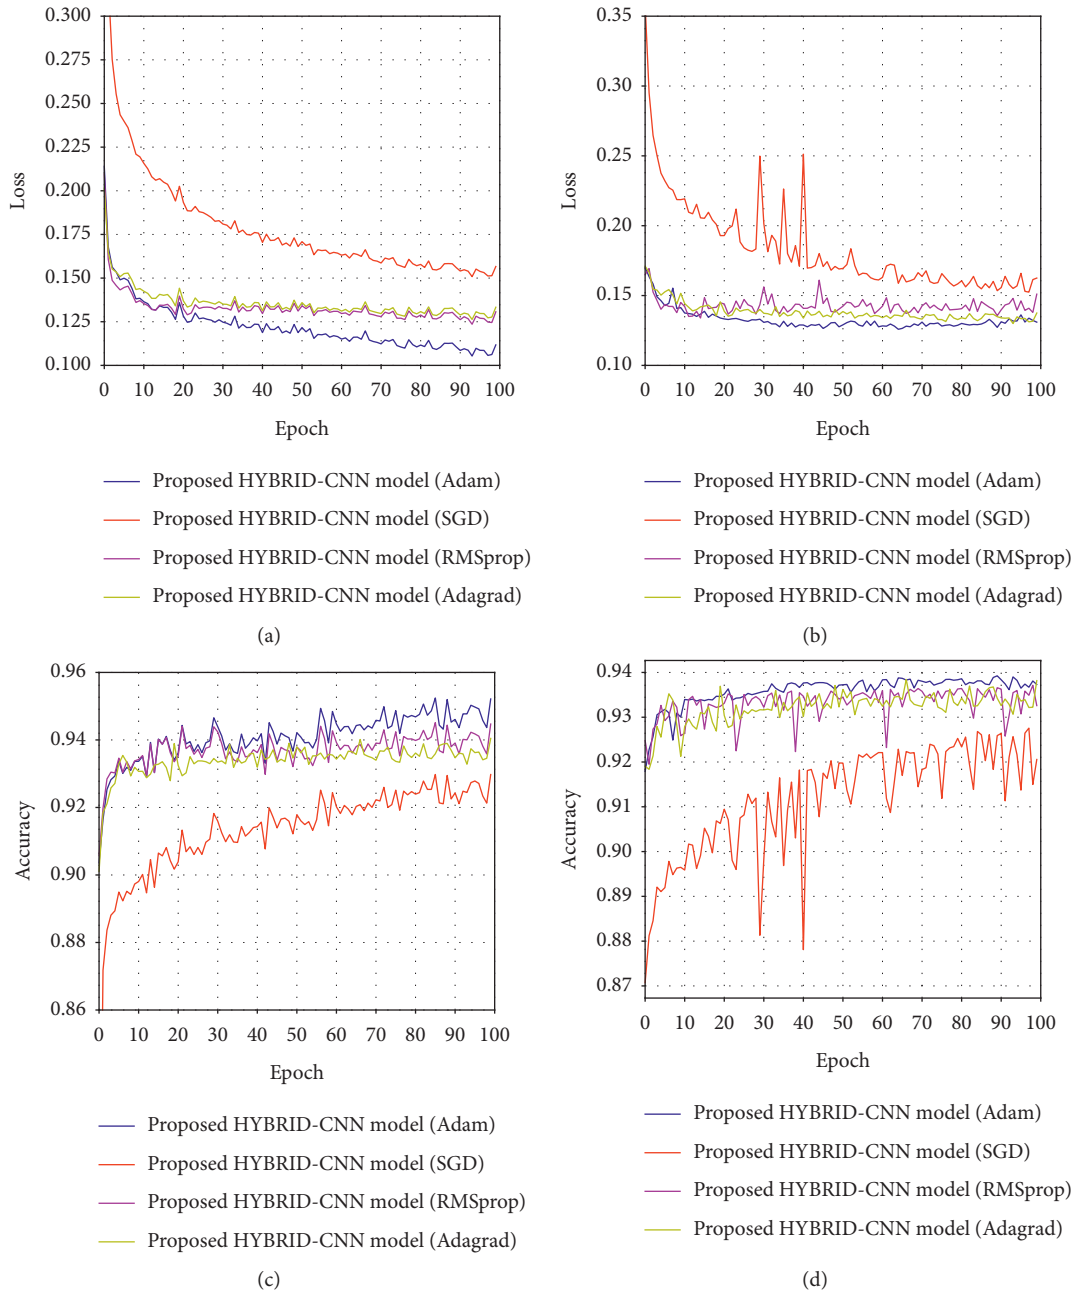 0.300
0.275
0.250
0.225
0.200
0.175
0.150
0.125
0.100
Loss
0 10 20 30 40 50 60 70 80 90 100
Epoch
Proposed HYBRID-CNN model (Adam)
Proposed HYBRID-CNN model (SGD)
Proposed HYBRID-CNN model (RMSprop)
Proposed HYBRID-CNN model (Adagrad)
(a)
0.35
0.30
0.25
0.20
0.15
0.10
Loss
0 10 20 30 40 50 60 70 80 90 100
Epoch
Proposed HYBRID-CNN model (Adam)
Proposed HYBRID-CNN model (SGD)
Proposed HYBRID-CNN model (RMSprop)
Proposed HYBRID-CNN model (Adagrad)
(b)
0.96
0.94
0.92
0.90
0.88
0.86
Accuracy
0 10 20 30 40 50 60 70 80 90 100
Epoch
Proposed HYBRID-CNN model (Adam)
Proposed HYBRID-CNN model (SGD)
Proposed HYBRID-CNN model (RMSprop)
Proposed HYBRID-CNN model (Adagrad)
(c)
0.94
0.93
0.92
0.91
0.90
0.89
0.88
0.87
Accuracy
0 10 20 30 40 50 60 70 80 90 100
Epoch
Proposed HYBRID-CNN model (Adam)
Proposed HYBRID-CNN model (SGD)
Proposed HYBRID-CNN model (RMSprop)
Proposed HYBRID-CNN model (Adagrad)
(d)